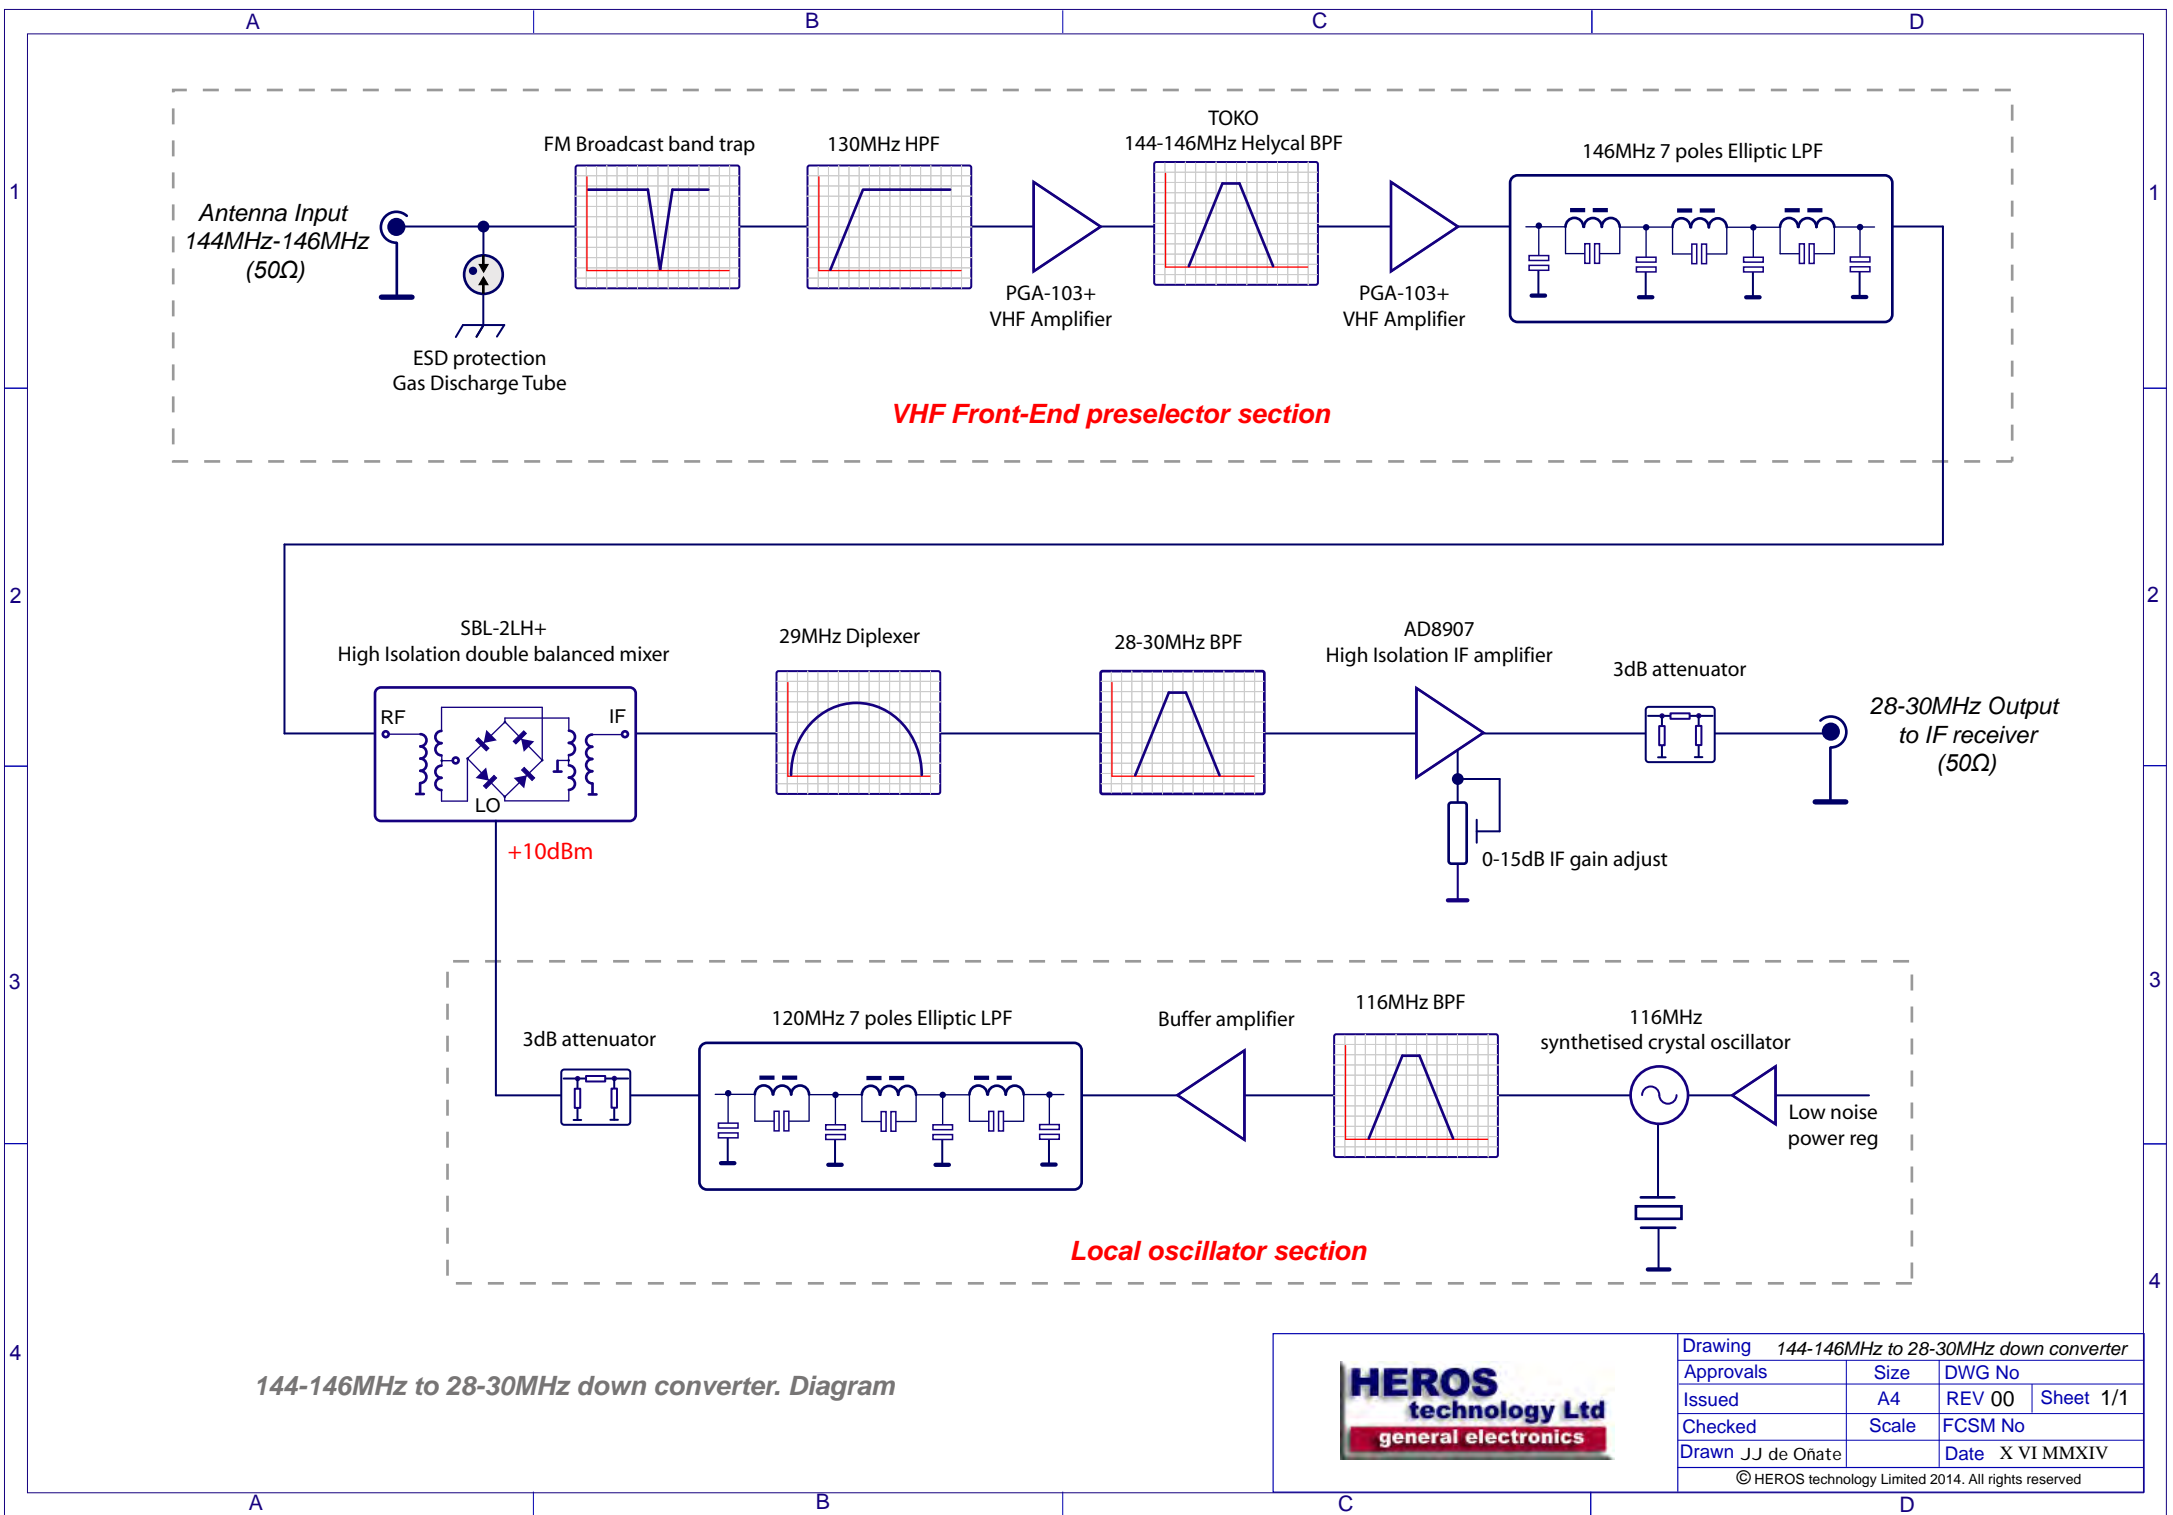 A B C D
1 1
Antenna Input
144MHz-146MHz
(50Ω)
ESD protection
Gas Discharge Tube
FM Broadcast band trap
130MHz HPF
PGA-103+
VHF Amplifier
TOKO
144-146MHz Helycal BPF
PGA-103+
VHF Amplifier
146MHz 7 poles Elliptic LPF
VHF Front-End preselector section
2 2
SBL-2LH+
High Isolation double balanced mixer
RF
IF
LO
+10dBm
29MHz Diplexer
28-30MHz BPF
AD8907
High Isolation IF amplifier
0-15dB IF gain adjust
3dB attenuator
28-30MHz Output
to IF receiver
(50Ω)
3 3
3dB attenuator
120MHz 7 poles Elliptic LPF
Buffer amplifier
116MHz BPF
116MHz
synthetised crystal oscillator
Low noise
power reg
Local oscillator section
4 4
144-146MHz to 28-30MHz down converter. Diagram
HEROS
technology Ltd
general electronics
Drawing 144-146MHz to 28-30MHz down converter
Approvals Size DWG No
Issued A4 REV 00 Sheet 1/1
Checked Scale FCSM No
Drawn JJ de Oñate Date X VI MMXIV
© HEROS technology Limited 2014. All rights reserved
A B C D